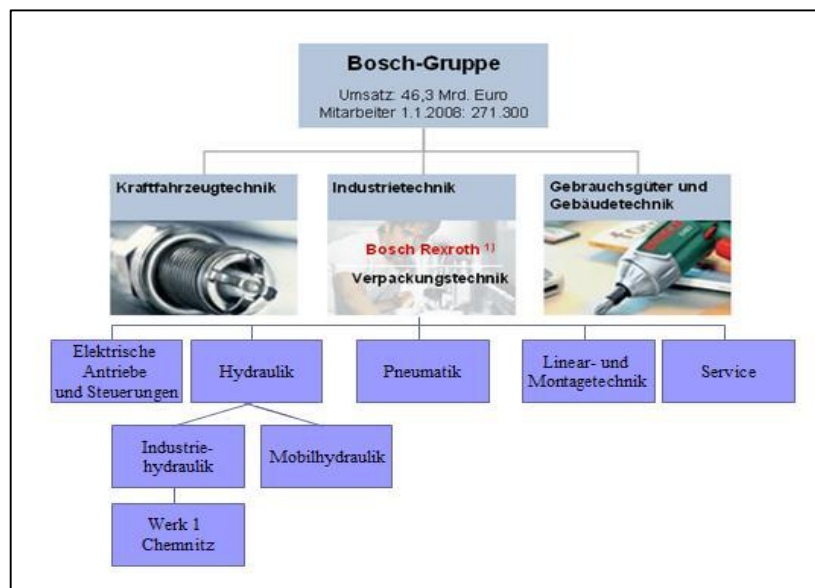 Bosch-Gruppe
Umsatz: 46,3 Mrd. Euro
Mitarbeiter 1.1.2008: 271.300
Kraftfahrzeugtechnik
Industrietechnik
Gebrauchsgüter und
Gebäudetechnik
Bosch Rexroth ¹⁾
Verpackungstechnik
BOSCH
Elektrische
Antriebe
und Steuerungen
Hydraulik
Pneumatik
Linear- und
Montagetechnik
Service
Industrie-
hydraulik
Mobilhydraulik
Werk 1
Chemnitz